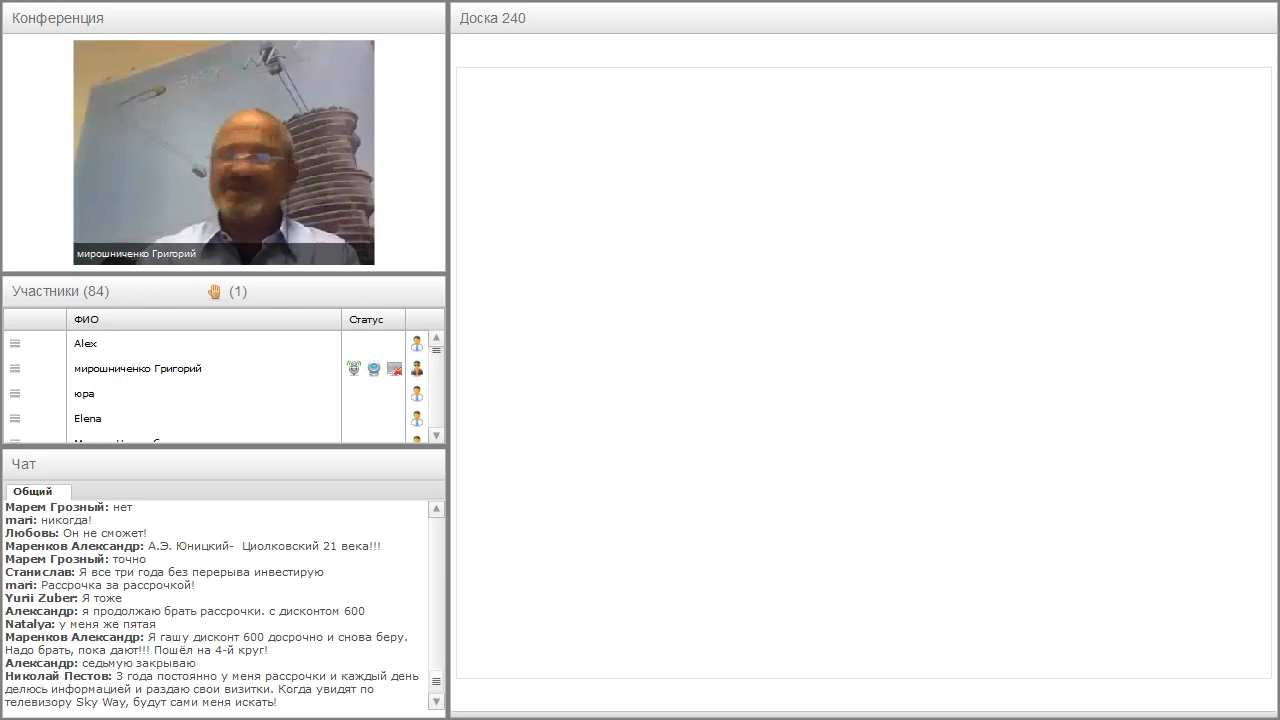 Конференция
мирошниченко Григорий
Участники (84)
(1)
ФИО
Статус
Alex
мирошниченко Григорий
юра
Elena
Чат
Общий
Марем Грозный: нет
mari: никогда!
Любовь: Он не сможет!
Маренков Александр: А.Э. Юницкий- Циолковский 21 века!!!
Марем Грозный: точно
Станислав: Я все три года без перерыва инвестирую
mari: Рассрочка за рассрочкой!
Yurii Zuber: Я тоже
Александр: я продолжаю брать рассрочки. с дисконтом 600
Natalya: у меня же пятая
Маренков Александр: Я гашу дисконт 600 досрочно и снова беру.
Надо брать, пока дают!!! Пошёл на 4-й круг!
Александр: седьмую закрываю
Николай Пестов: 3 года постоянно у меня рассрочки и каждый день
делюсь информацией и раздаю свои визитки. Когда увидят по
телевизору Sky Way, будут сами меня искать!
Доска 240